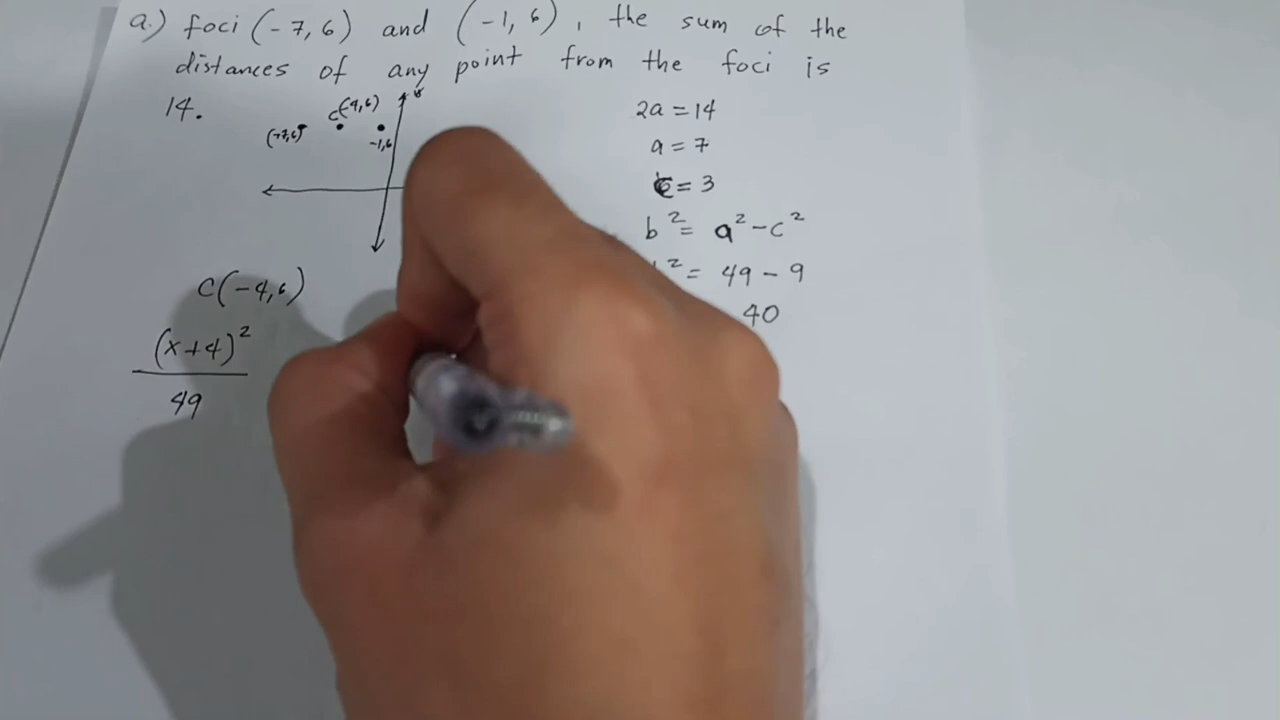 a.) foci (-7, 6) and (-1, 6), the sum of the
distances of any point from the foci is
14.
C(-4,6)
(-7,6)
-1,6
2a = 14
a = 7
c = 3
b² = a² - c²
² = 49 - 9
40
C(-4,6)
(x+4)²
49